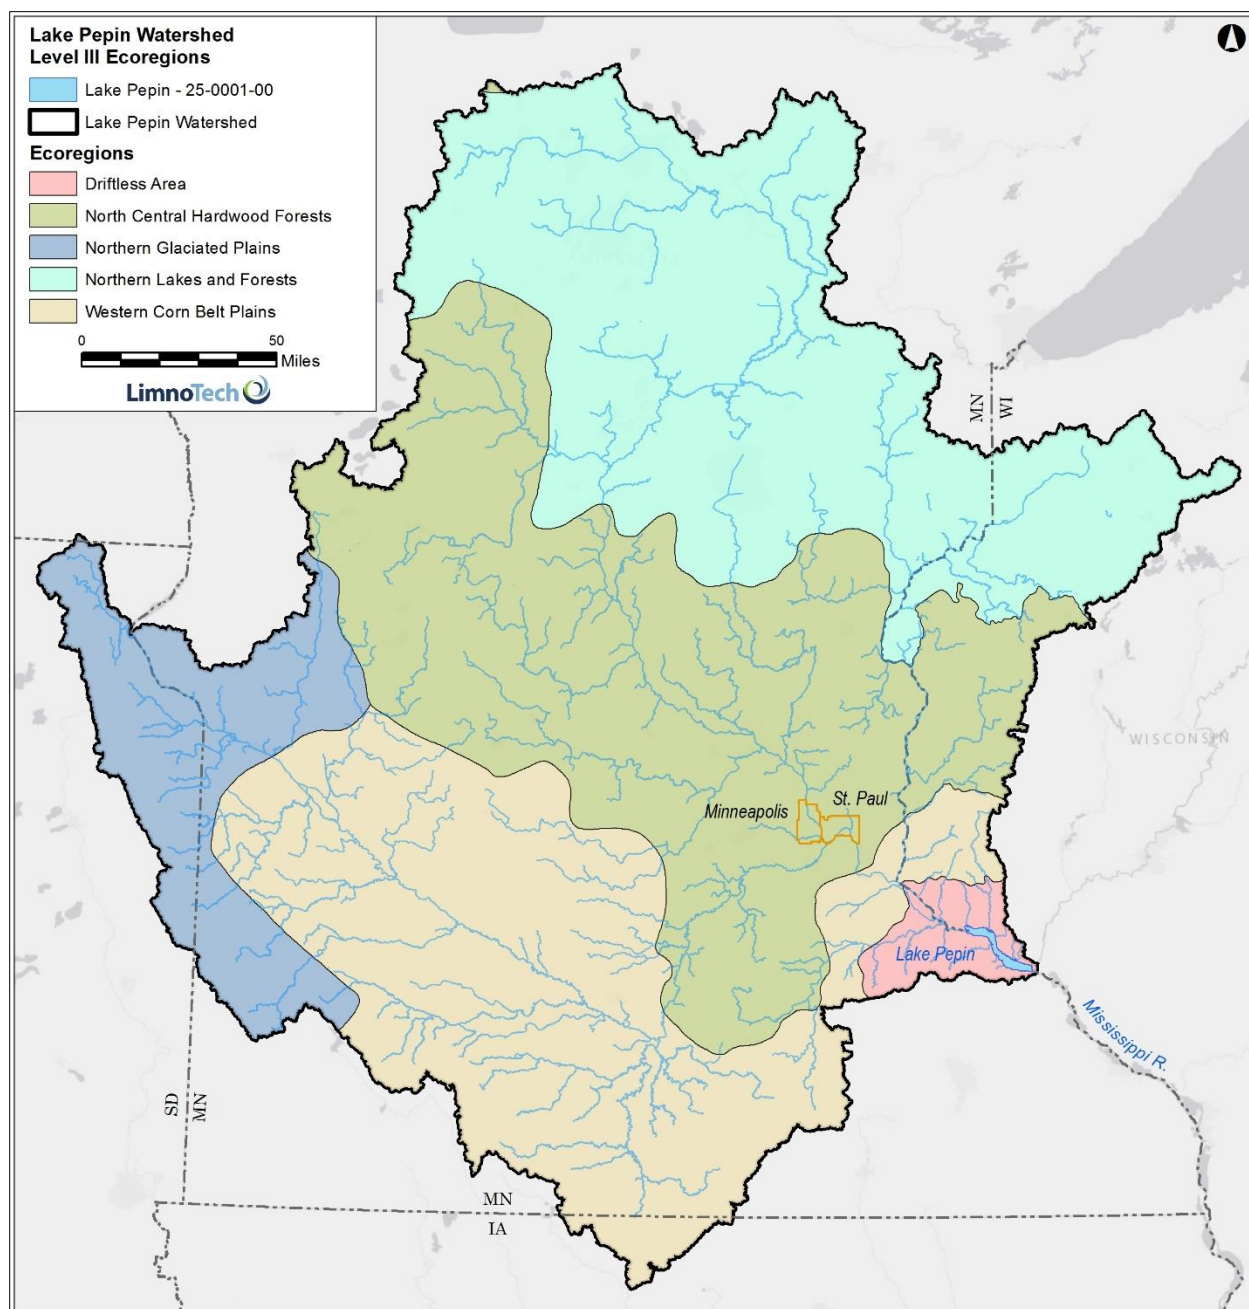 Lake Pepin Watershed
Level III Ecoregions
Lake Pepin - 25-0001-00
Lake Pepin Watershed
Ecoregions
Driftless Area
North Central Hardwood Forests
Northern Glaciated Plains
Northern Lakes and Forests
Western Corn Belt Plains
0 50
Miles
LimnoTech
MN
WI
WISCONSIN
Minneapolis
St. Paul
Lake Pepin
Mississippi R.
SD
MN
MN
IA